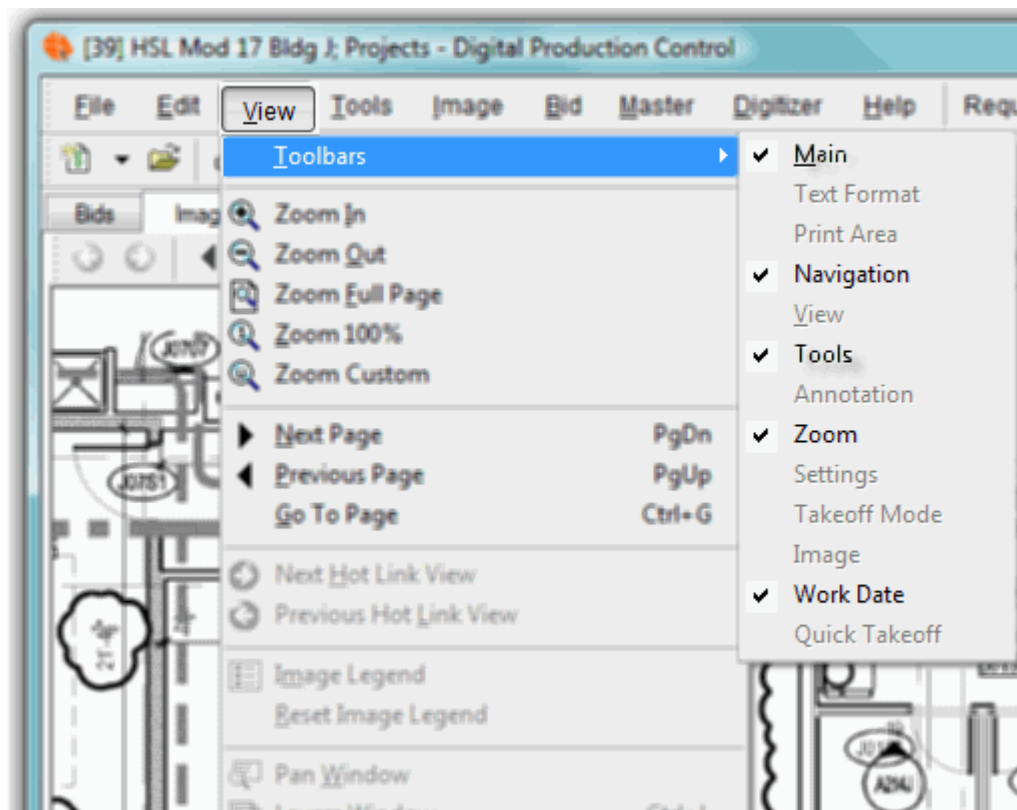 [39] HSL Mod 17 Bldg J; Projects - Digital Production Control
File Edit View Tools Image Bid Master Digitizer Help Requ
Toolbars
Bids Imag
Zoom In
Zoom Out
Zoom Full Page
Zoom 100%
Zoom Custom
Next Page PgDn
Previous Page PgUp
Go To Page Ctrl+G
Next Hot Link View
Previous Hot Link View
Image Legend
Reset Image Legend
Pan Window
Main
Text Format
Print Area
Navigation
View
Tools
Annotation
Zoom
Settings
Takeoff Mode
Image
Work Date
Quick Takeoff
J0707
J07S1